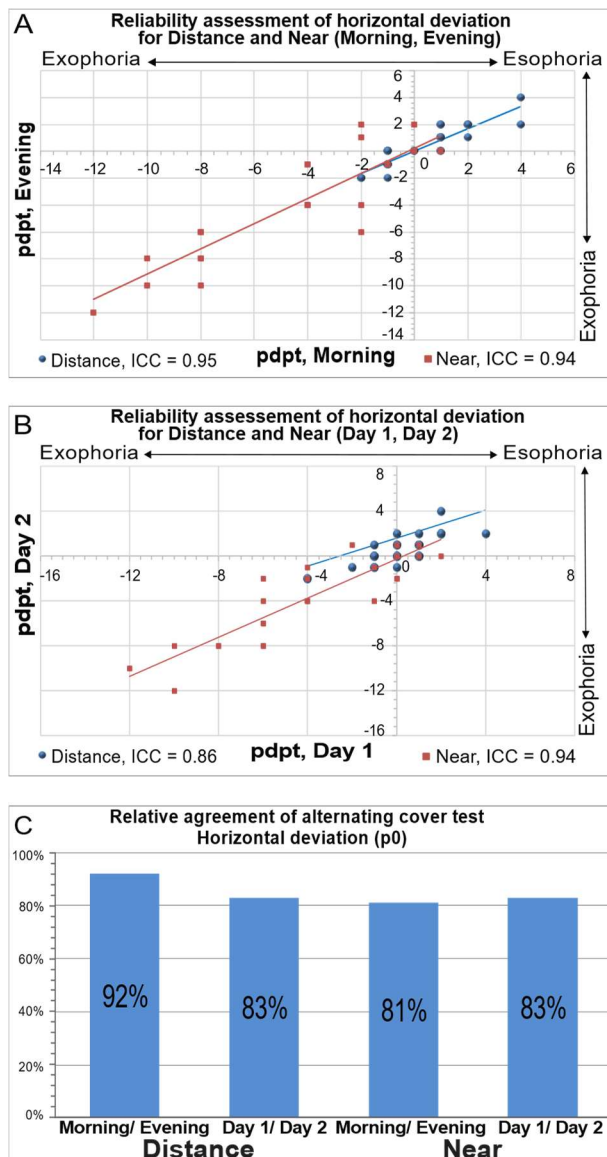 A
Reliability assessment of horizontal deviation
for Distance and Near (Morning, Evening)
Exophoria
Esophoria
6
4
2
-14
-12
-10
-8
-6
-4
-2
0
2
4
6
-2
-4
-6
-8
-10
-12
-14
pdpt, Evening
Exophoria
pdpt, Morning
Distance, ICC = 0.95
Near, ICC = 0.94
B
Reliability assessement of horizontal deviation
for Distance and Near (Day 1, Day 2)
Exophoria
Esophoria
8
4
-16
-12
-8
-4
0
4
8
-4
-8
-12
-16
pdpt, Day 2
Exophoria
pdpt, Day 1
Distance, ICC = 0.86
Near, ICC = 0.94
C
Relative agreement of alternating cover test
Horizontal deviation (p0)
100%
80%
60%
40%
20%
0%
92%
83%
81%
83%
Morning/ Evening
Day 1/ Day 2
Morning/ Evening
Day 1/ Day 2
Distance
Near